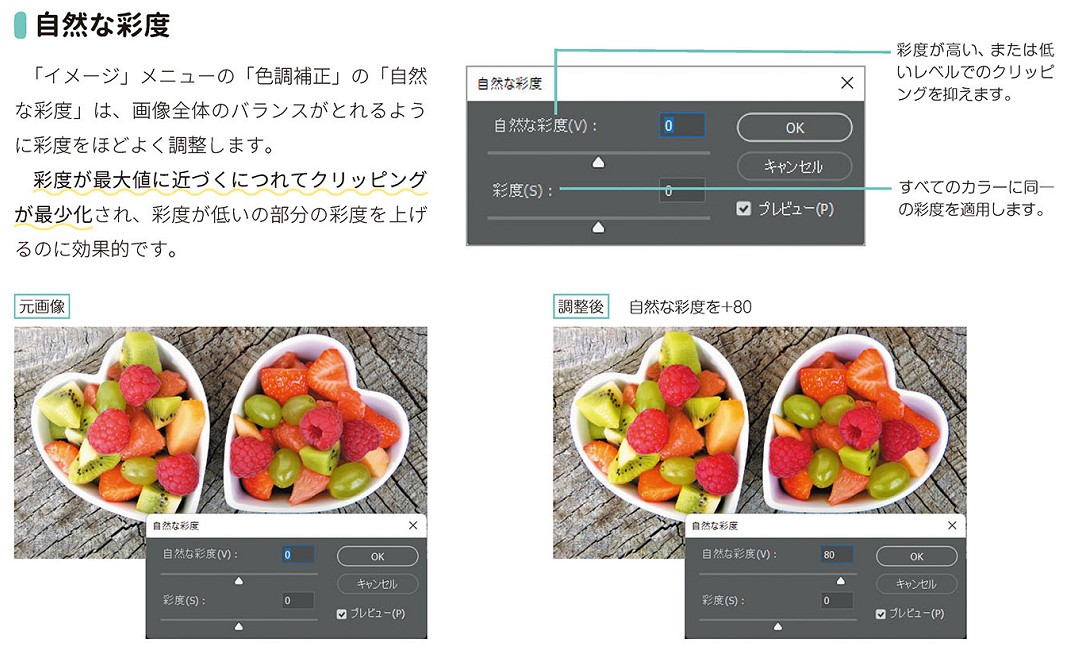 自然な彩度
「イメージ」メニューの「色調補正」の「自然
な彩度」は、画像全体のバランスがとれるよう
に彩度をほどよく調整します。
彩度が最大値に近づくにつれてクリッピング
が最少化され、彩度が低いの部分の彩度を上げ
るのに効果的です。
自然な彩度
自然な彩度(V)：
0
OK
キャンセル
彩度(S)：
0
プレビュー(P)
彩度が高い、または低
いレベルでのクリッピ
ングを抑えます。
すべてのカラーに同一
の彩度を適用します。
元画像
自然な彩度
自然な彩度(V)：
0
OK
キャンセル
彩度(S)：
0
プレビュー(P)
調整後 自然な彩度を+80
自然な彩度
自然な彩度(V)：
80
OK
キャンセル
彩度(S)：
0
プレビュー(P)